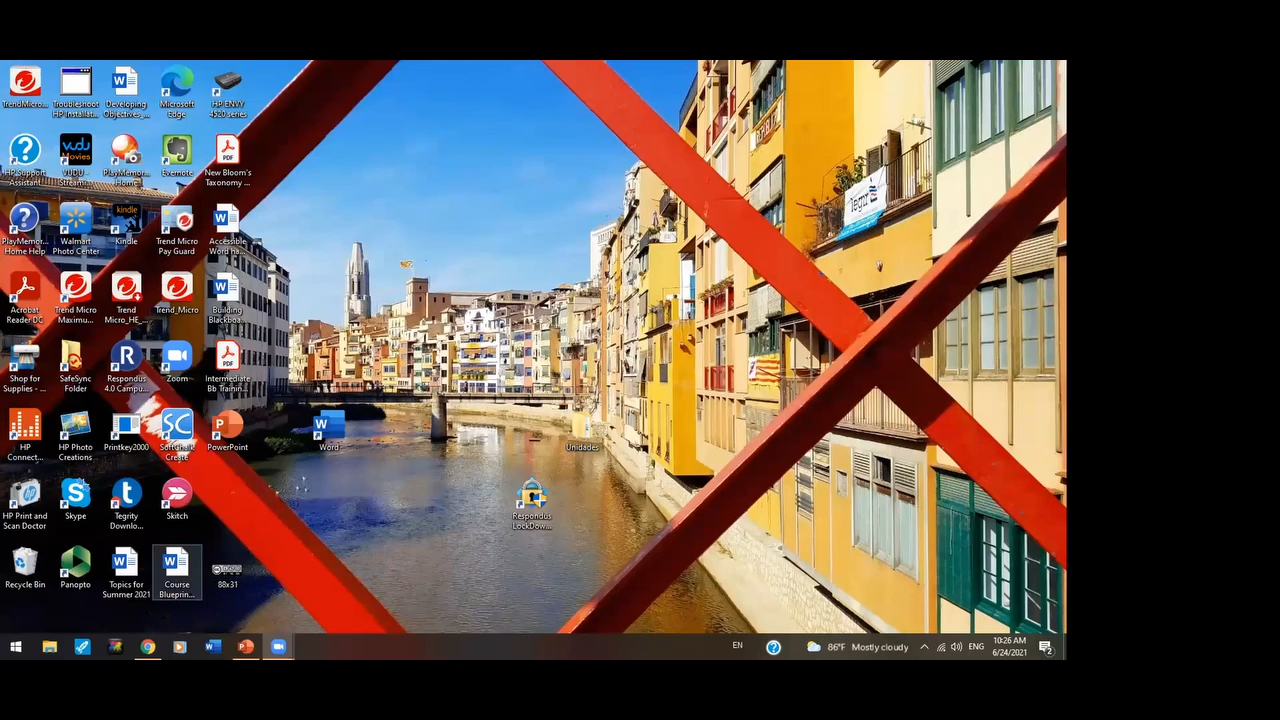 TrendMicro...
Troubleshoot
HP Installat...
Developing
Objectives_...
Microsoft
Edge
HP ENVY
4520 series
HP Support
Assistant
VUDU -
Stream...
PlayMemor...
Home
Evernote
New Bloom's
Taxonomy ...
PlayMemor...
Home Help
Walmart
Photo Center
Kindle
Trend Micro
Pay Guard
Accessible
Word ha...
Acrobat
Reader DC
Trend Micro
Maximu...
Trend
Micro_HE_...
Trend_Micro
Building
Blackboa...
Shop for
Supplies - ...
SafeSync
Folder
Respondus
4.0 Campu...
Zoom
Intermediate
Bb Trainin...
HP
Connect...
HP Photo
Creations
Printkey2000
SoftChalk
Create
PowerPoint
Word
Unidades
HP Print and
Scan Doctor
Skype
Tegrity
Downlo...
Skitch
Respondus
LockDow...
Recycle Bin
Panopto
Topics for
Summer 2021
Course
Blueprin...
88x31
EN
86°F Mostly cloudy
ENG
10:26 AM
6/24/2021
2